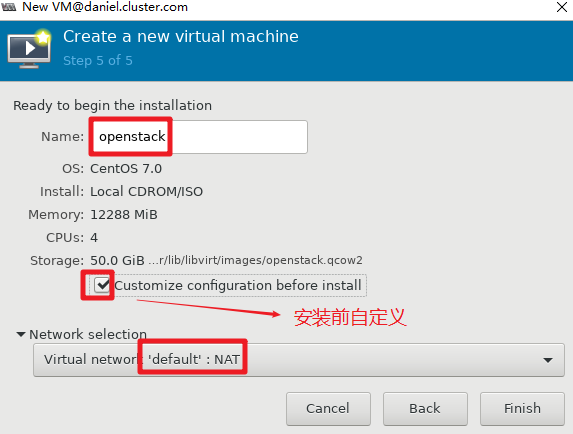 New VM@daniel.cluster.com
Create a new virtual machine
Step 5 of 5
Ready to begin the installation
Name: openstack
OS: CentOS 7.0
Install: Local CDROM/ISO
Memory: 12288 MiB
CPUs: 4
Storage: 50.0 GiB ...r/lib/libvirt/images/openstack.qcow2
Customize configuration before install
安装前自定义
Network selection
Virtual network 'default' : NAT
Cancel Back Finish